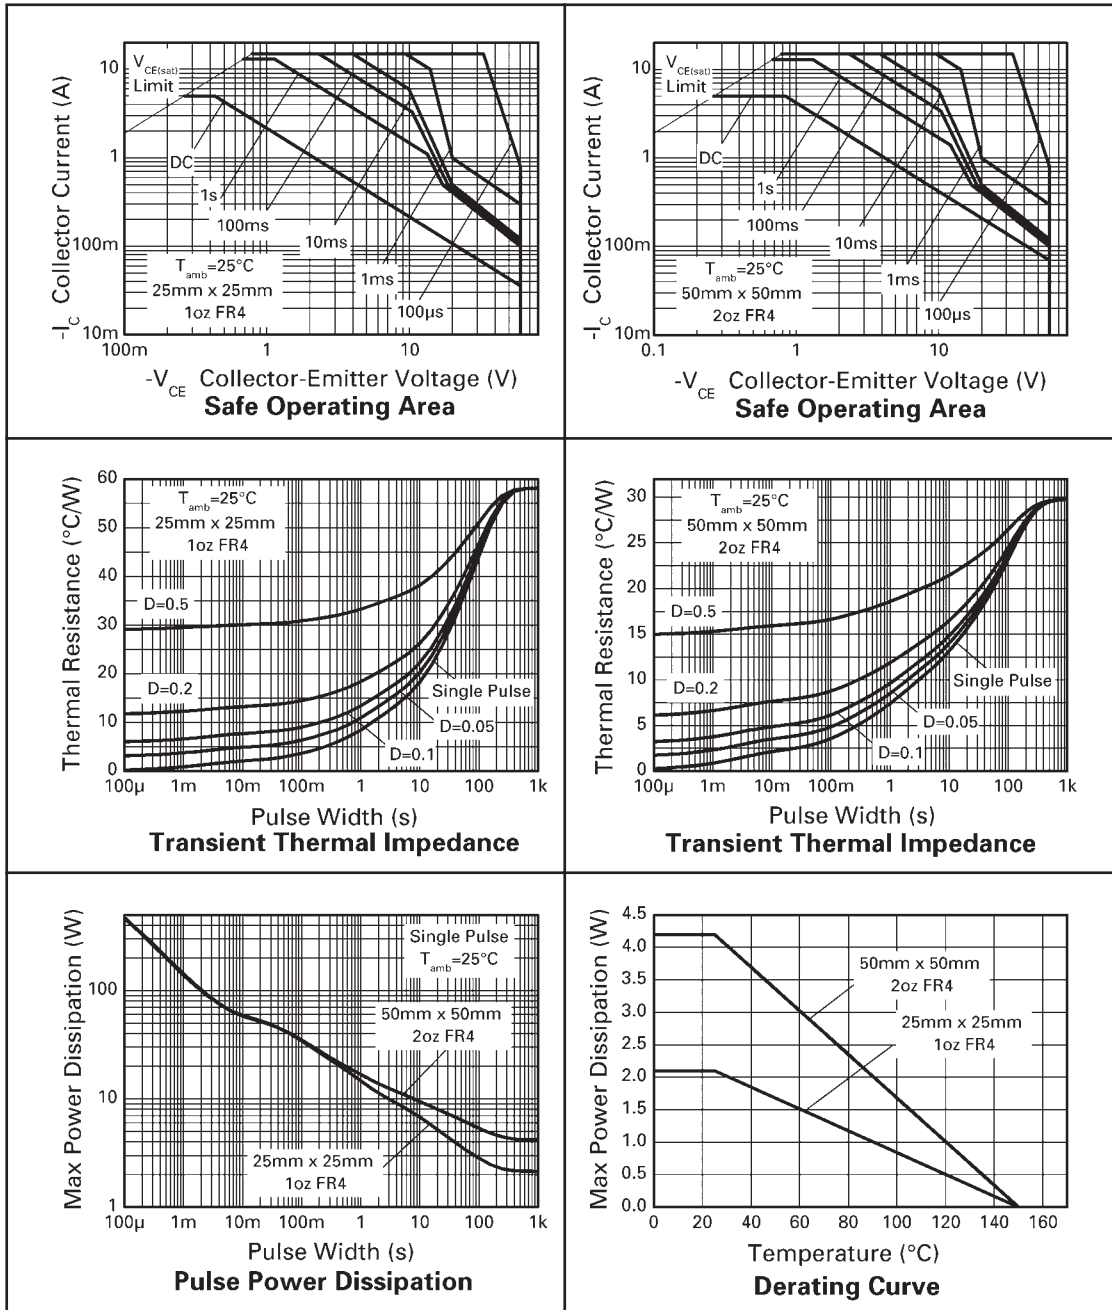 -I_C Collector Current (A)
10
1
100m
10m
V_CE(sat)
Limit
DC
1s
100ms
10ms
1ms
100µs
T_amb=25°C
25mm x 25mm
1oz FR4
100m
1
10
-V_CE Collector-Emitter Voltage (V)
Safe Operating Area
-I_C Collector Current (A)
10
1
100m
10m
V_CE(sat)
Limit
DC
1s
100ms
10ms
1ms
100µs
T_amb=25°C
50mm x 50mm
2oz FR4
0.1
1
10
-V_CE Collector-Emitter Voltage (V)
Safe Operating Area
Thermal Resistance (°C/W)
60
50
40
30
20
10
0
T_amb=25°C
25mm x 25mm
1oz FR4
D=0.5
D=0.2
Single Pulse
D=0.05
D=0.1
100µ
1m
10m
100m
1
10
100
1k
Pulse Width (s)
Transient Thermal Impedance
Thermal Resistance (°C/W)
30
25
20
15
10
5
0
T_amb=25°C
50mm x 50mm
2oz FR4
D=0.5
D=0.2
Single Pulse
D=0.05
D=0.1
100µ
1m
10m
100m
1
10
100
1k
Pulse Width (s)
Transient Thermal Impedance
Max Power Dissipation (W)
100
10
1
Single Pulse
T_amb=25°C
50mm x 50mm
2oz FR4
25mm x 25mm
1oz FR4
100µ
1m
10m
100m
1
10
100
1k
Pulse Width (s)
Pulse Power Dissipation
Max Power Dissipation (W)
4.5
4.0
3.5
3.0
2.5
2.0
1.5
1.0
0.5
0.0
50mm x 50mm
2oz FR4
25mm x 25mm
1oz FR4
0
20
40
60
80
100
120
140
160
Temperature (°C)
Derating Curve